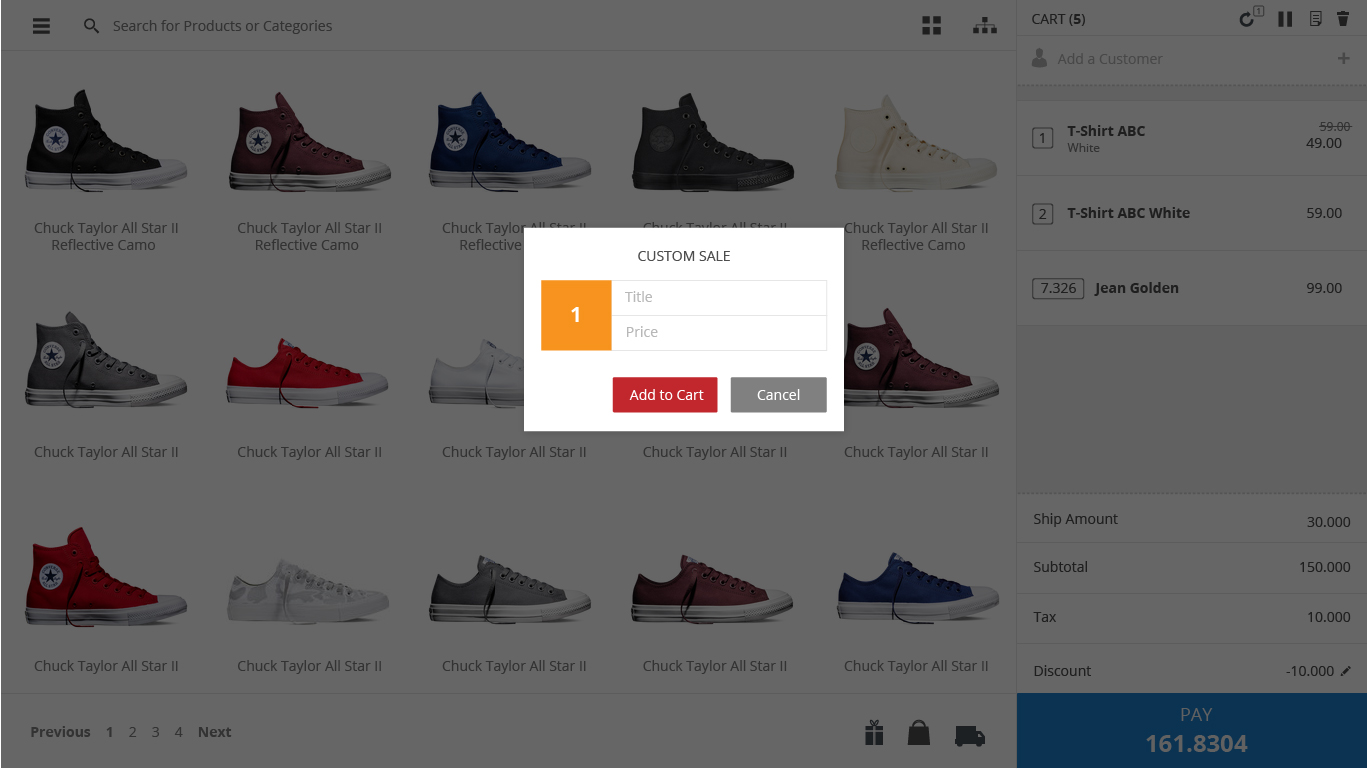 Search for Products or Categories
CART (5)
1
Add a Customer
Chuck Taylor All Star II
Reflective Camo
Chuck Taylor All Star II
Reflective Camo
Chuck Taylor All Star II
Reflective
Chuck Taylor All Star II
Chuck Taylor All Star II
Reflective Camo
CUSTOM SALE
1
Title
Price
Add to Cart
Cancel
Chuck Taylor All Star II
Chuck Taylor All Star II
Chuck Taylor All Star II
Chuck Taylor All Star II
Chuck Taylor All Star II
Chuck Taylor All Star II
Chuck Taylor All Star II
Chuck Taylor All Star II
Chuck Taylor All Star II
Chuck Taylor All Star II
Previous 1 2 3 4 Next
1 T-Shirt ABC 59.00
White 49.00
2 T-Shirt ABC White 59.00
7.326 Jean Golden 99.00
Ship Amount 30.000
Subtotal 150.000
Tax 10.000
Discount -10.000
PAY
161.8304